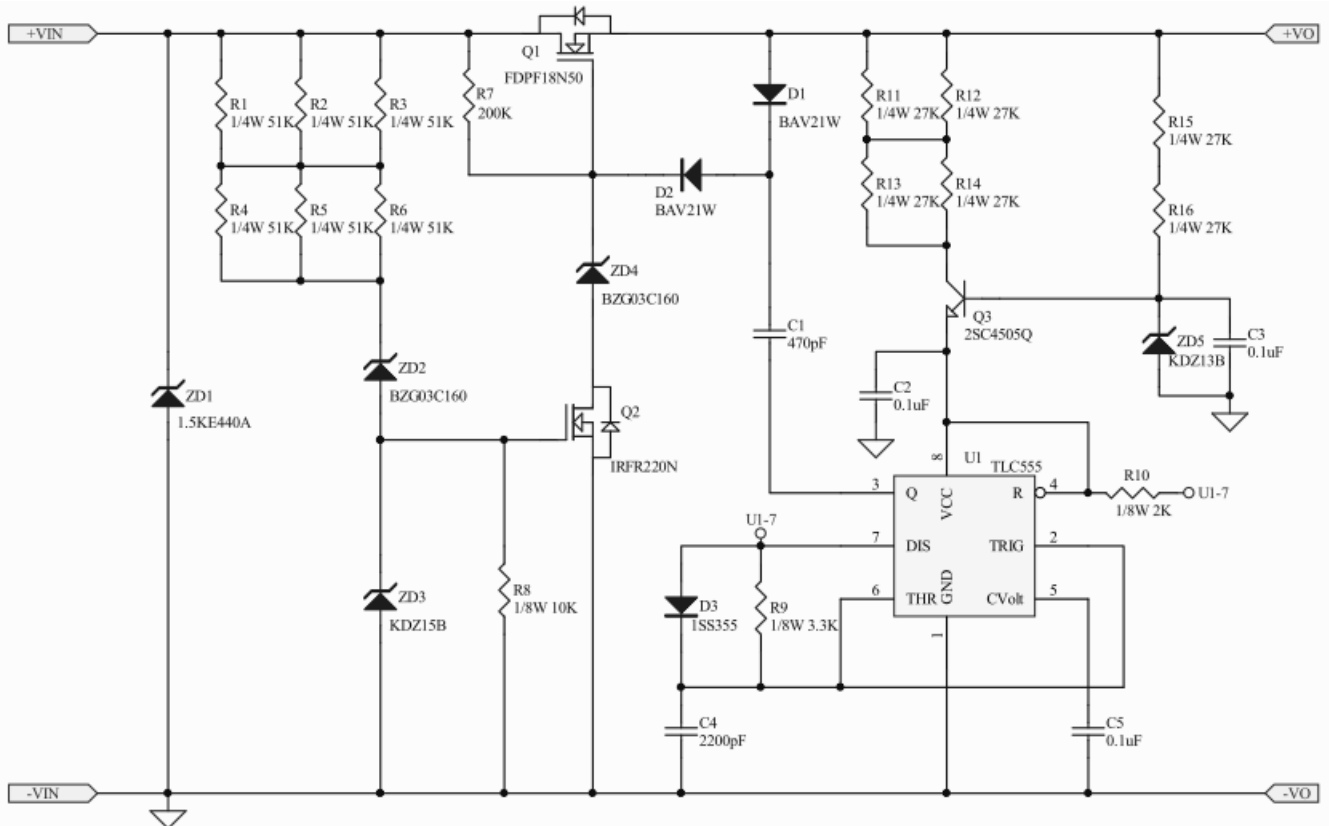 +VIN
+VO
Q1
FDPF18N50
R1
1/4W 51K
R2
1/4W 51K
R3
1/4W 51K
R7
200K
D1
BAV21W
R11
1/4W 27K
R12
1/4W 27K
R15
1/4W 27K
R4
1/4W 51K
R5
1/4W 51K
R6
1/4W 51K
D2
BAV21W
R13
1/4W 27K
R14
1/4W 27K
R16
1/4W 27K
ZD4
BZG03C160
C1
470pF
Q3
2SC4505Q
ZD5
KDZ13B
C3
0.1uF
ZD1
1.5KE440A
ZD2
BZG03C160
C2
0.1uF
Q2
IRFR220N
8
U1
TLC555
3
Q
VCC
R
4
R10
1/8W 2K
U1-7
U1-7
7
DIS
TRIG
2
6
THR
GND
CVolt
5
1
ZD3
KDZ15B
R8
1/8W 10K
D3
1SS355
R9
1/8W 3.3K
C4
2200pF
C5
0.1uF
-VIN
-VO